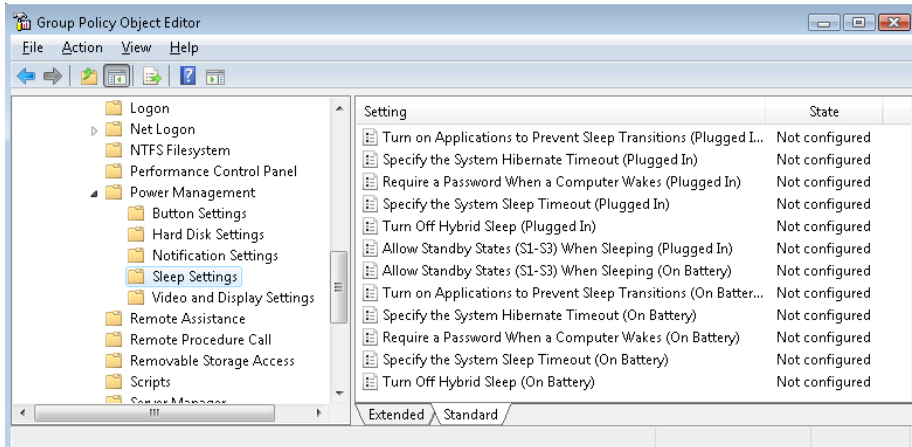 Group Policy Object Editor
File Action View Help
Logon
Net Logon
NTFS Filesystem
Performance Control Panel
Power Management
Button Settings
Hard Disk Settings
Notification Settings
Sleep Settings
Video and Display Settings
Remote Assistance
Remote Procedure Call
Removable Storage Access
Scripts
Server Manager
Setting State
Turn on Applications to Prevent Sleep Transitions (Plugged I... Not configured
Specify the System Hibernate Timeout (Plugged In) Not configured
Require a Password When a Computer Wakes (Plugged In) Not configured
Specify the System Sleep Timeout (Plugged In) Not configured
Turn Off Hybrid Sleep (Plugged In) Not configured
Allow Standby States (S1-S3) When Sleeping (Plugged In) Not configured
Allow Standby States (S1-S3) When Sleeping (On Battery) Not configured
Turn on Applications to Prevent Sleep Transitions (On Batter... Not configured
Specify the System Hibernate Timeout (On Battery) Not configured
Require a Password When a Computer Wakes (On Battery) Not configured
Specify the System Sleep Timeout (On Battery) Not configured
Turn Off Hybrid Sleep (On Battery) Not configured
Extended Standard